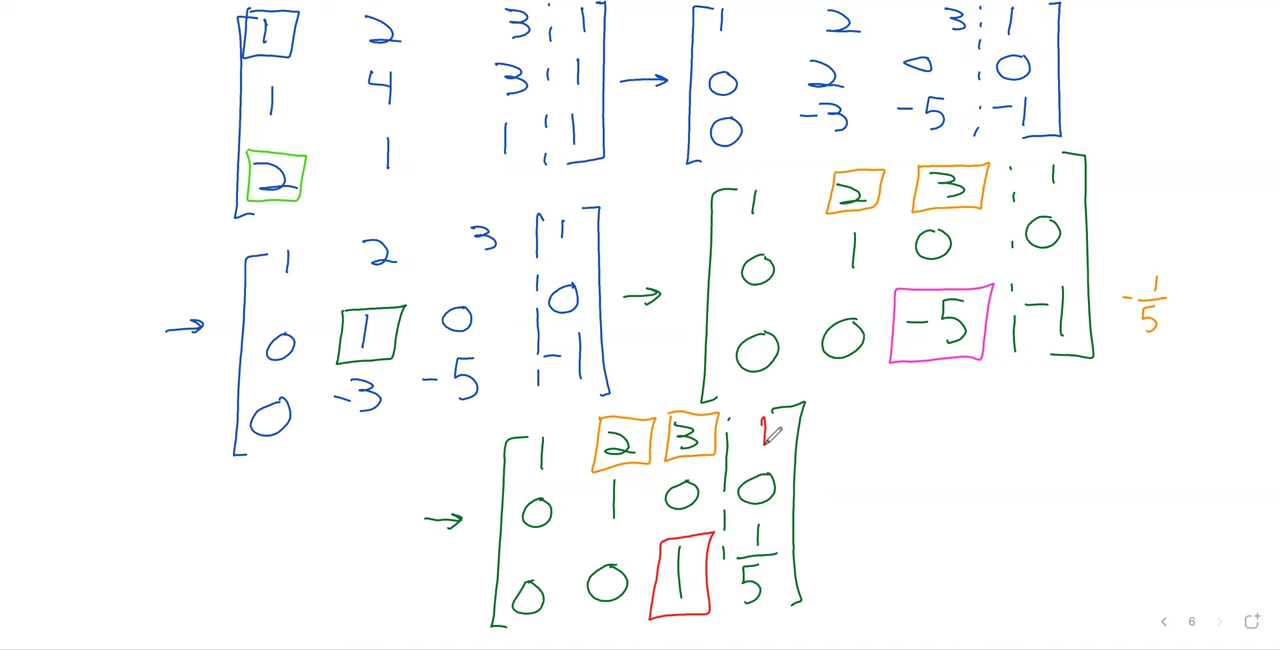 1 2 3 ¦ 1
1 4 3 ¦ 1
2 1 1 ¦ 1
→
1 2 3 ¦ 1
0 2 0 ¦ 0
0 -3 -5 ¦ -1
→
1 2 3 ¦ 1
0 1 0 ¦ 0
0 -3 -5 ¦ -1
→
1 2 3 ¦ 1
0 1 0 ¦ 0
0 0 -5 ¦ -1
-1/5
→
1 2 3 ¦
0 1 0 ¦ 0
0 0 1 ¦ 1/5
< 6 >